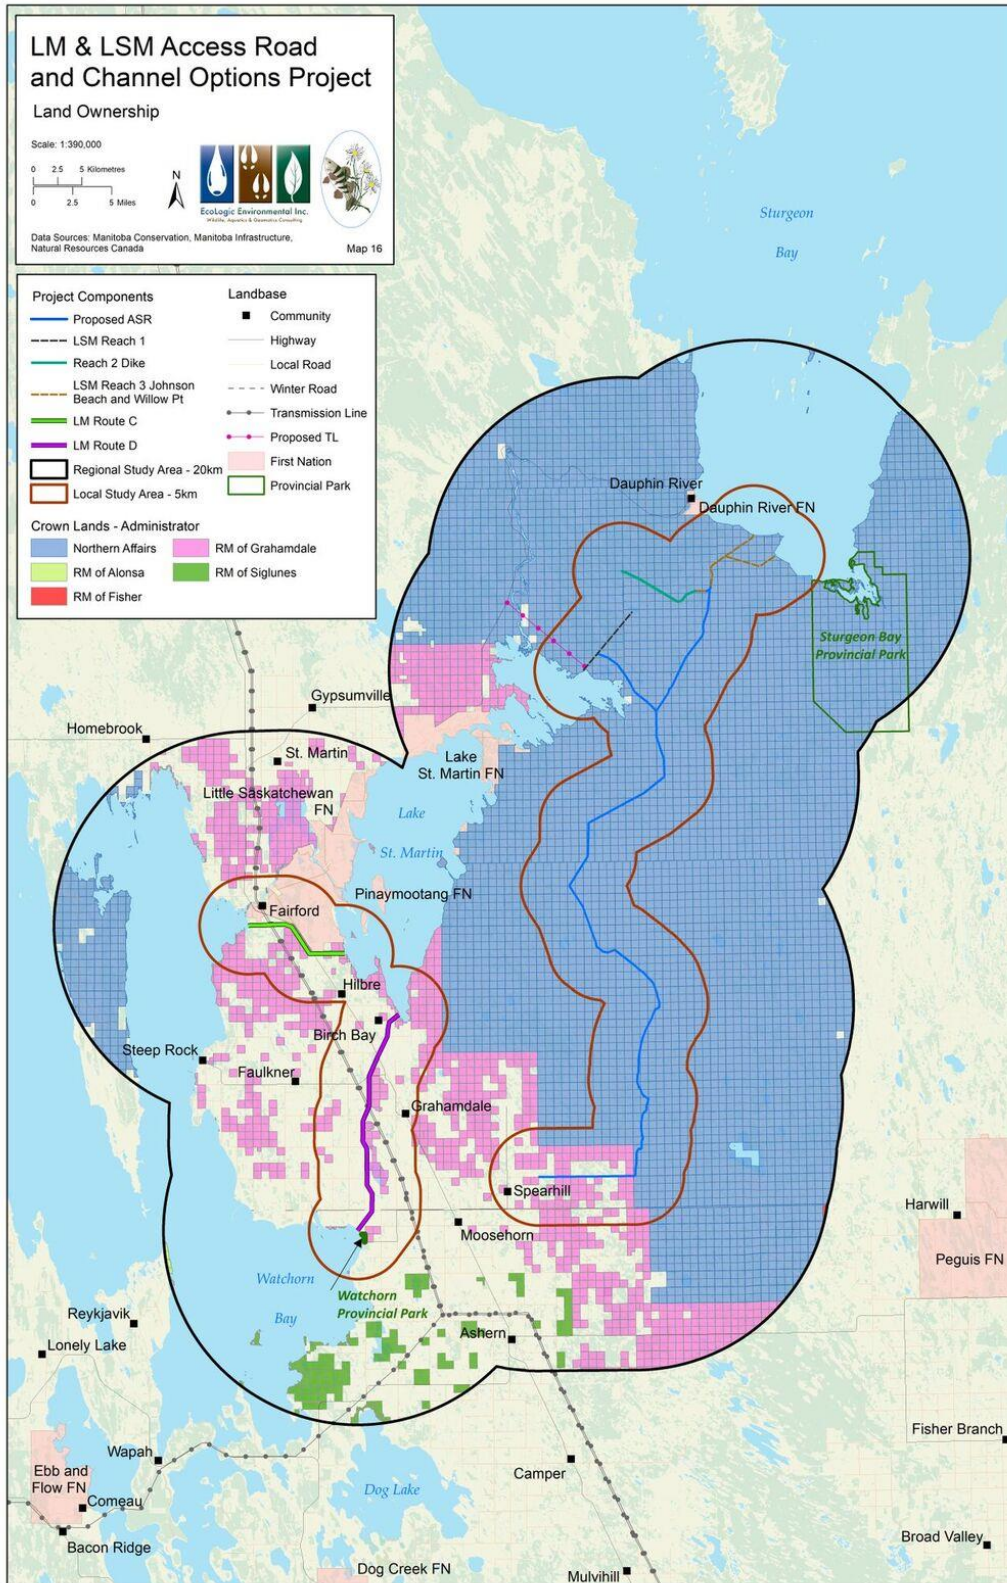 LM & LSM Access Road
and Channel Options Project
Land Ownership
Scale: 1:390,000
0 2.5 5 Kilometres
0 2.5 5 Miles
N
EcoLogic Environmental Inc.
Wildlife, Aquatics & Geomatics Consulting
Data Sources: Manitoba Conservation, Manitoba Infrastructure,
Natural Resources Canada
Map 16
Project Components
Proposed ASR
LSM Reach 1
Reach 2 Dike
LSM Reach 3 Johnson
Beach and Willow Pt
LM Route C
LM Route D
Regional Study Area - 20km
Local Study Area - 5km
Landbase
Community
Highway
Local Road
Winter Road
Transmission Line
Proposed TL
First Nation
Provincial Park
Crown Lands - Administrator
Northern Affairs
RM of Alonsa
RM of Fisher
RM of Grahamdale
RM of Siglunes
Sturgeon
Bay
Dauphin River
Dauphin River FN
Sturgeon Bay
Provincial Park
Gypsumville
Homebrook
St. Martin
Lake
St. Martin FN
Little Saskatchewan
FN
Lake
St. Martin
Pinaymootang FN
Fairford
Hilbre
Birch Bay
Steep Rock
Faulkner
Grahamdale
Spearhill
Moosehorn
Harwill
Peguis FN
Watchorn
Bay
Watchorn
Provincial Park
Reykjavik
Lonely Lake
Ashern
Fisher Branch
Wapah
Ebb and
Flow FN
Comeau
Bacon Ridge
Camper
Dog Lake
Broad Valley
Dog Creek FN
Mulvihill